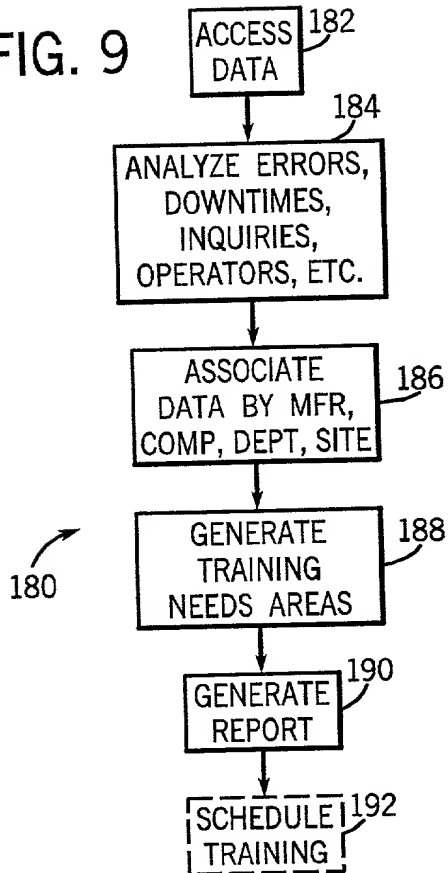 FIG. 9
ACCESS
DATA
182
184
ANALYZE ERRORS,
DOWNTIMES,
INQUIRIES,
OPERATORS, ETC.
ASSOCIATE
DATA BY MFR,
COMP, DEPT, SITE
186
GENERATE
TRAINING
NEEDS AREAS
188
180
GENERATE
REPORT
190
SCHEDULE
TRAINING
192